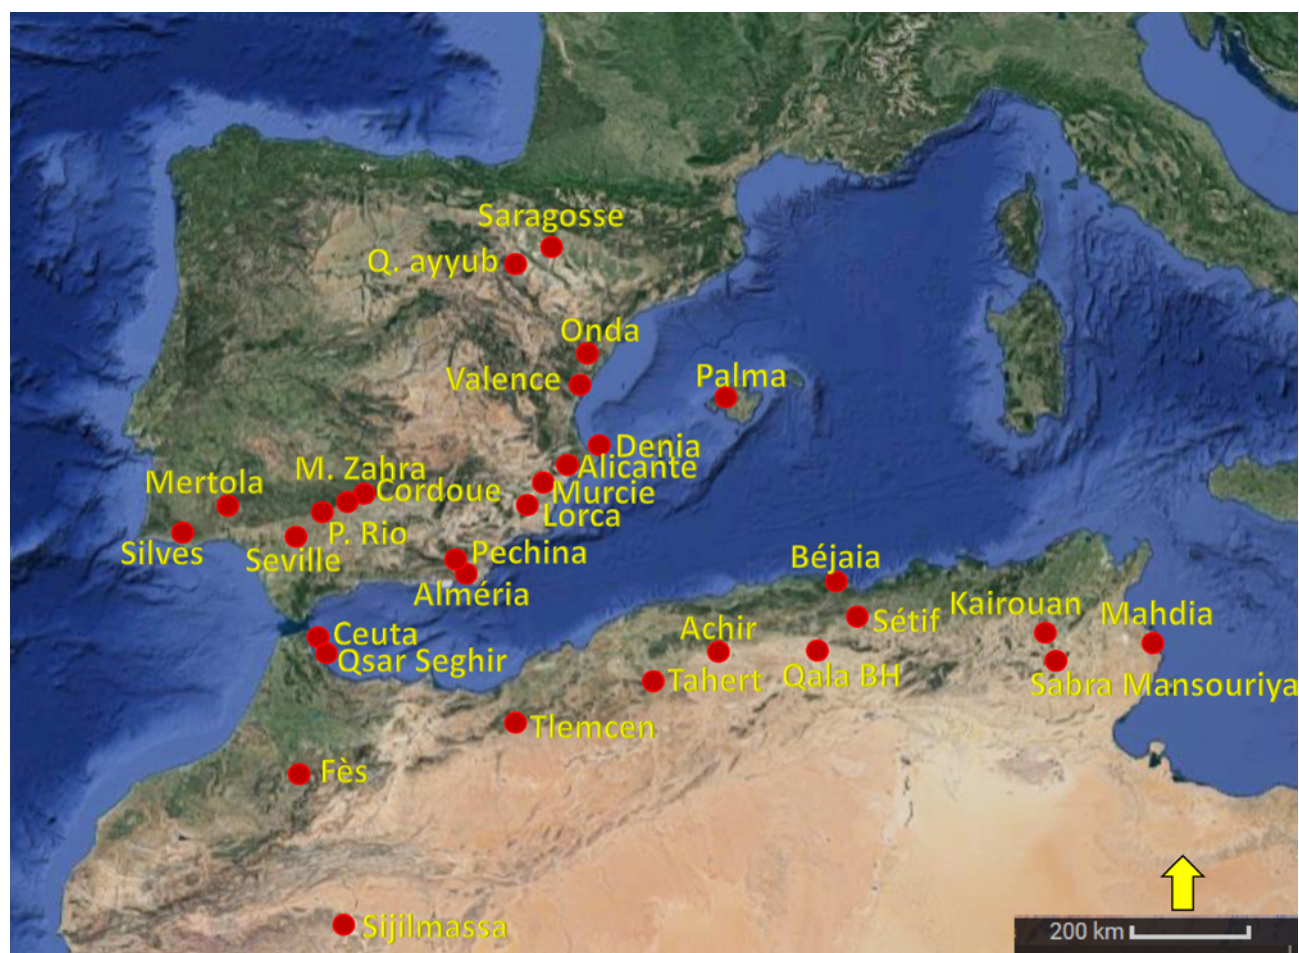 Saragosse
Q. ayyub
Onda
Valence
Palma
Denia
Alicante
M. Zahra
Mertola
Cordoue
Murcie
Lorca
P. Rio
Silves
Seville
Pechina
Béjaia
Alméria
Kairouan
Mahdia
Sétif
Achir
Ceuta
Qsar Seghir
Qala BH
Tahert
Sabra Mansouriya
Tlemcen
Fès
Sijilmassa
200 km